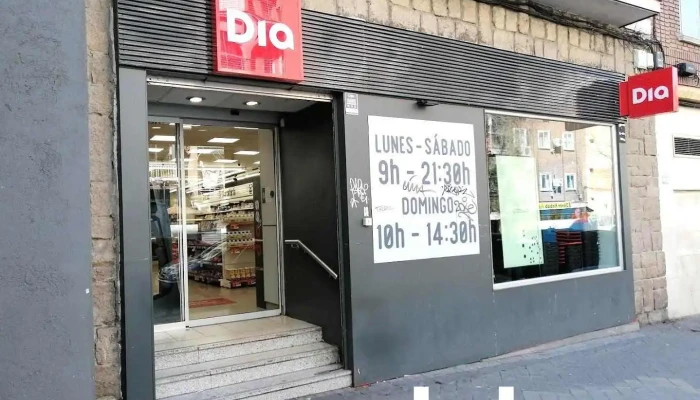 Dia
Dia
LUNES - SÁBADO
9h - 21:30h
DOMINGO
10h - 14:30h